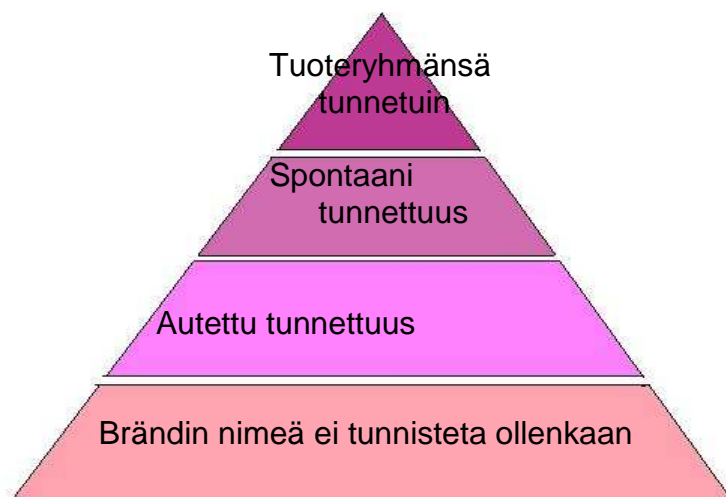 Tuoteryhmänsä
tunnetuin
Spontaani
tunnettuus
Autettu tunnettuus
Brändin nimeä ei tunnisteta ollenkaan